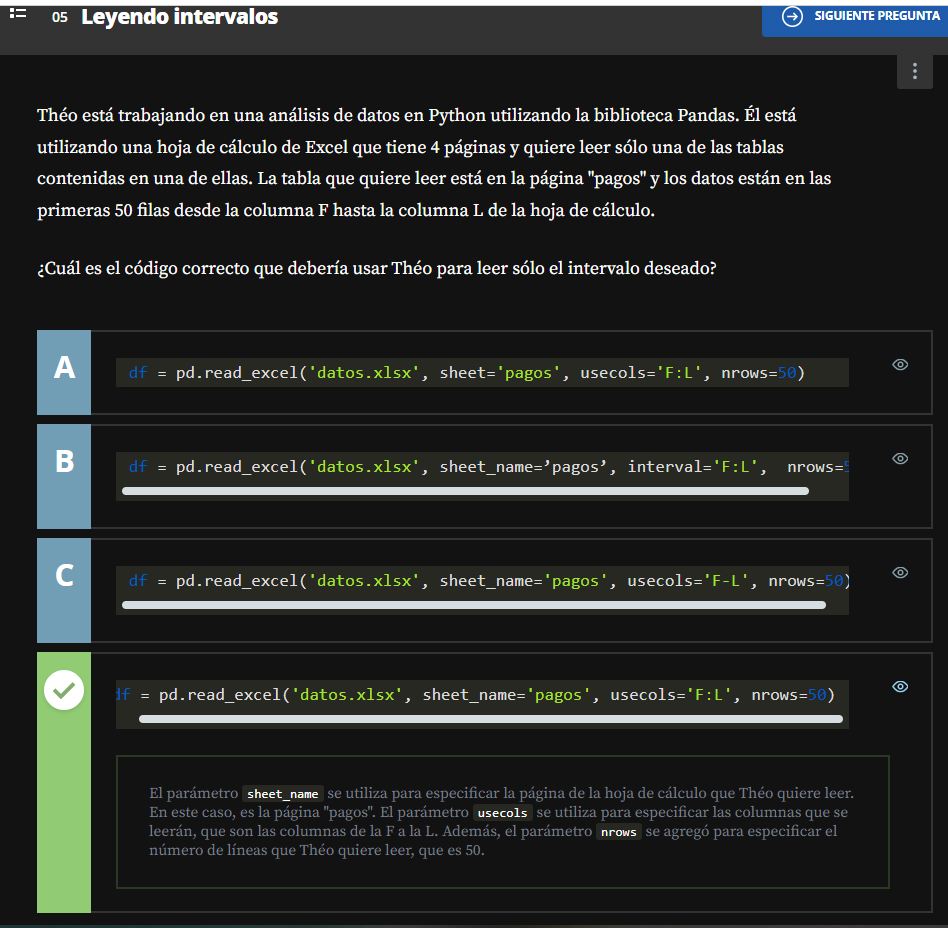 05 Leyendo intervalos
SIGUIENTE PREGUNTA
Théo está trabajando en una análisis de datos en Python utilizando la biblioteca Pandas. Él está
utilizando una hoja de cálculo de Excel que tiene 4 páginas y quiere leer sólo una de las tablas
contenidas en una de ellas. La tabla que quiere leer está en la página "pagos" y los datos están en las
primeras 50 filas desde la columna F hasta la columna L de la hoja de cálculo.
¿Cuál es el código correcto que debería usar Théo para leer sólo el intervalo deseado?
A
df = pd.read_excel('datos.xlsx', sheet='pagos', usecols='F:L', nrows=50)
B
df = pd.read_excel('datos.xlsx', sheet_name=’pagos’, interval='F:L',  nrows=
C
df = pd.read_excel('datos.xlsx', sheet_name='pagos', usecols='F-L', nrows=50)
df = pd.read_excel('datos.xlsx', sheet_name='pagos', usecols='F:L', nrows=50)
El parámetro sheet_name se utiliza para especificar la página de la hoja de cálculo que Théo quiere leer.
En este caso, es la página "pagos". El parámetro usecols se utiliza para especificar las columnas que se
leerán, que son las columnas de la F a la L. Además, el parámetro nrows se agregó para especificar el
número de líneas que Théo quiere leer, que es 50.